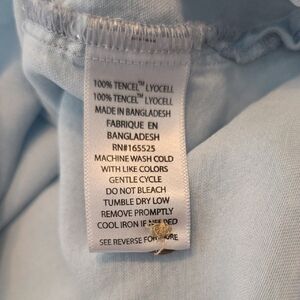 100% TENCEL™ LYOCELL
100% TENCEL™ LYOCELL
MADE IN BANGLADESH
FABRIQUE EN
BANGLADESH
RN#165525
MACHINE WASH COLD
WITH LIKE COLORS
GENTLE CYCLE
DO NOT BLEACH
TUMBLE DRY LOW
REMOVE PROMPTLY
COOL IRON IF NEEDED
SEE REVERSE FOR MORE